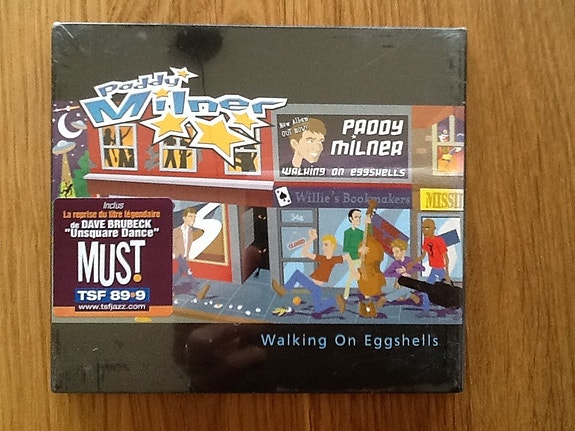 Paddy
Milner
New Album
OUT NOW!
PADDY
MiLNER
WALKING ON EGGSHELLS
Willie's Bookmakers
MISSI
34a
S
Inclus
La reprise du titre légendaire
de DAVE BRUBECK
"Unsquare Dance"
MUST
TSF 89•9
www.tsfjazz.com
Walking On Eggshells